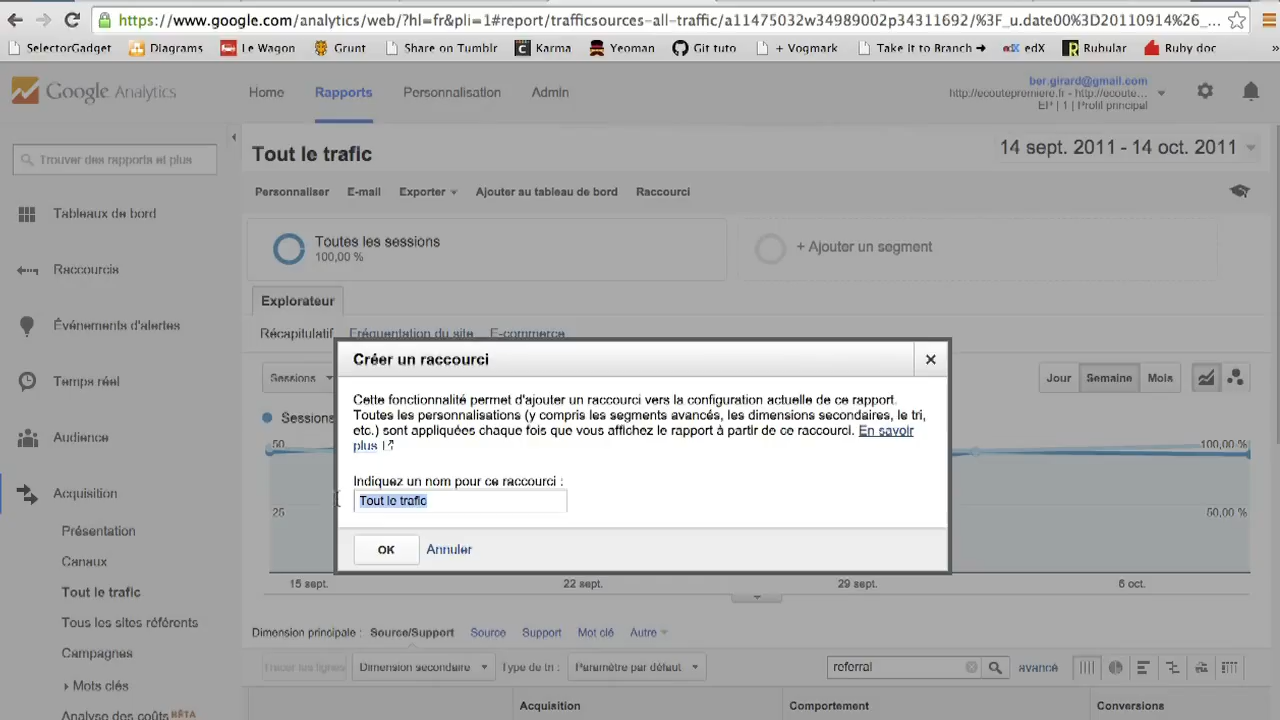 https://www.google.com/analytics/web/?hl=fr&pli=1#report/trafficsources-all-traffic/a11475032w34989002p34311692/%3F_u.date00%3D20110914%26_...
SelectorGadget Diagrams Le Wagon Grunt Share on Tumblr Karma Yeoman Git tuto + Vogmark Take it to Branch → edX Rubular Ruby doc »
Google Analytics Home Rapports Personnalisation Admin
ber.girard@gmail.com
http://ecoutepremiere.fr - http://ecoute...
EP | 1 | Profil principal
Trouver des rapports et plus
Tout le trafic
14 sept. 2011 - 14 oct. 2011
Personnaliser E-mail Exporter Ajouter au tableau de bord Raccourci
Tableaux de bord
Raccourcis
Événements d'alertes
Temps réel
Audience
Acquisition
Présentation
Canaux
Tout le trafic
Tous les sites référents
Campagnes
Mots clés
Analyse des coûts BÊTA
Toutes les sessions
100,00 %
+ Ajouter un segment
Explorateur
Récapitulatif Fréquentation du site E-commerce
Sessions
Jour Semaine Mois
Sessions
50
100,00 %
25
50,00 %
Créer un raccourci
Cette fonctionnalité permet d'ajouter un raccourci vers la configuration actuelle de ce rapport.
Toutes les personnalisations (y compris les segments avancés, les dimensions secondaires, le tri,
etc.) sont appliquées chaque fois que vous affichez le rapport à partir de ce raccourci. En savoir
plus
Indiquez un nom pour ce raccourci :
Tout le trafic
OK Annuler
15 sept. 22 sept. 29 sept. 6 oct.
Dimension principale : Source/Support Source Support Mot clé Autre
Tracer les lignes Dimension secondaire Type de tri : Paramètre par défaut referral avancé
Acquisition Comportement Conversions